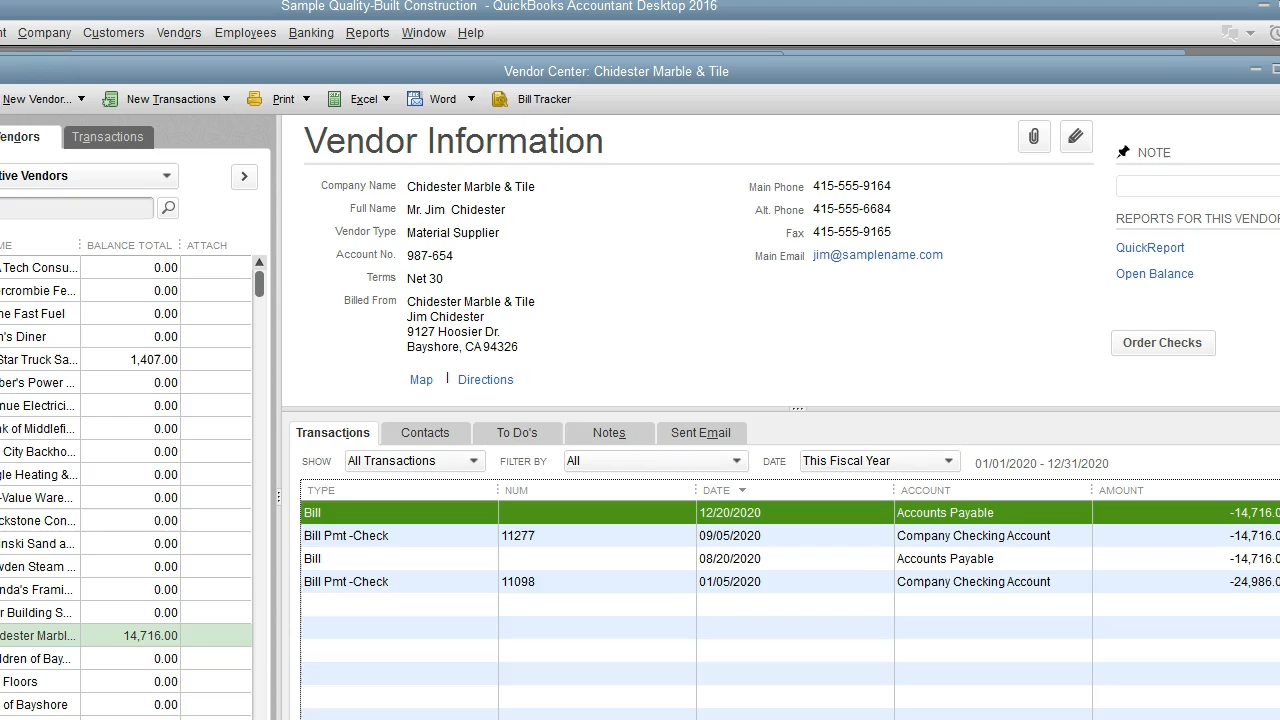 Sample Quality-Built Construction - QuickBooks Accountant Desktop 2016
nt Company Customers Vendors Employees Banking Reports Window Help
Vendor Center: Chidester Marble & Tile
New Vendor... New Transactions Print Excel Word Bill Tracker
endors Transactions
tive Vendors
ME BALANCE TOTAL ATTACH
Tech Consu... 0.00
ercrombie Fe... 0.00
ne Fast Fuel 0.00
n's Diner 0.00
Star Truck Sa... 1,407.00
ber's Power ... 0.00
nue Electrici... 0.00
nk of Middlefi... 0.00
City Backho... 0.00
gle Heating &... 0.00
-Value Ware... 0.00
ckstone Con... 0.00
inski Sand a... 0.00
wden Steam ... 0.00
nda's Frami... 0.00
r Building S... 0.00
idester Marbl... 14,716.00
ldren of Bay... 0.00
Floors 0.00
of Bayshore 0.00
Vendor Information
Company Name Chidester Marble & Tile
Full Name Mr. Jim Chidester
Vendor Type Material Supplier
Account No. 987-654
Terms Net 30
Billed From Chidester Marble & Tile
Jim Chidester
9127 Hoosier Dr.
Bayshore, CA 94326
Map | Directions
Main Phone 415-555-9164
Alt. Phone 415-555-6684
Fax 415-555-9165
Main Email jim@samplename.com
NOTE
REPORTS FOR THIS VENDOR
QuickReport
Open Balance
Order Checks
Transactions Contacts To Do's Notes Sent Email
SHOW All Transactions FILTER BY All DATE This Fiscal Year 01/01/2020 - 12/31/2020
TYPE NUM DATE ACCOUNT AMOUNT
Bill 12/20/2020 Accounts Payable -14,716.0
Bill Pmt -Check 11277 09/05/2020 Company Checking Account -14,716.0
Bill 08/20/2020 Accounts Payable -14,716.0
Bill Pmt -Check 11098 01/05/2020 Company Checking Account -24,986.0